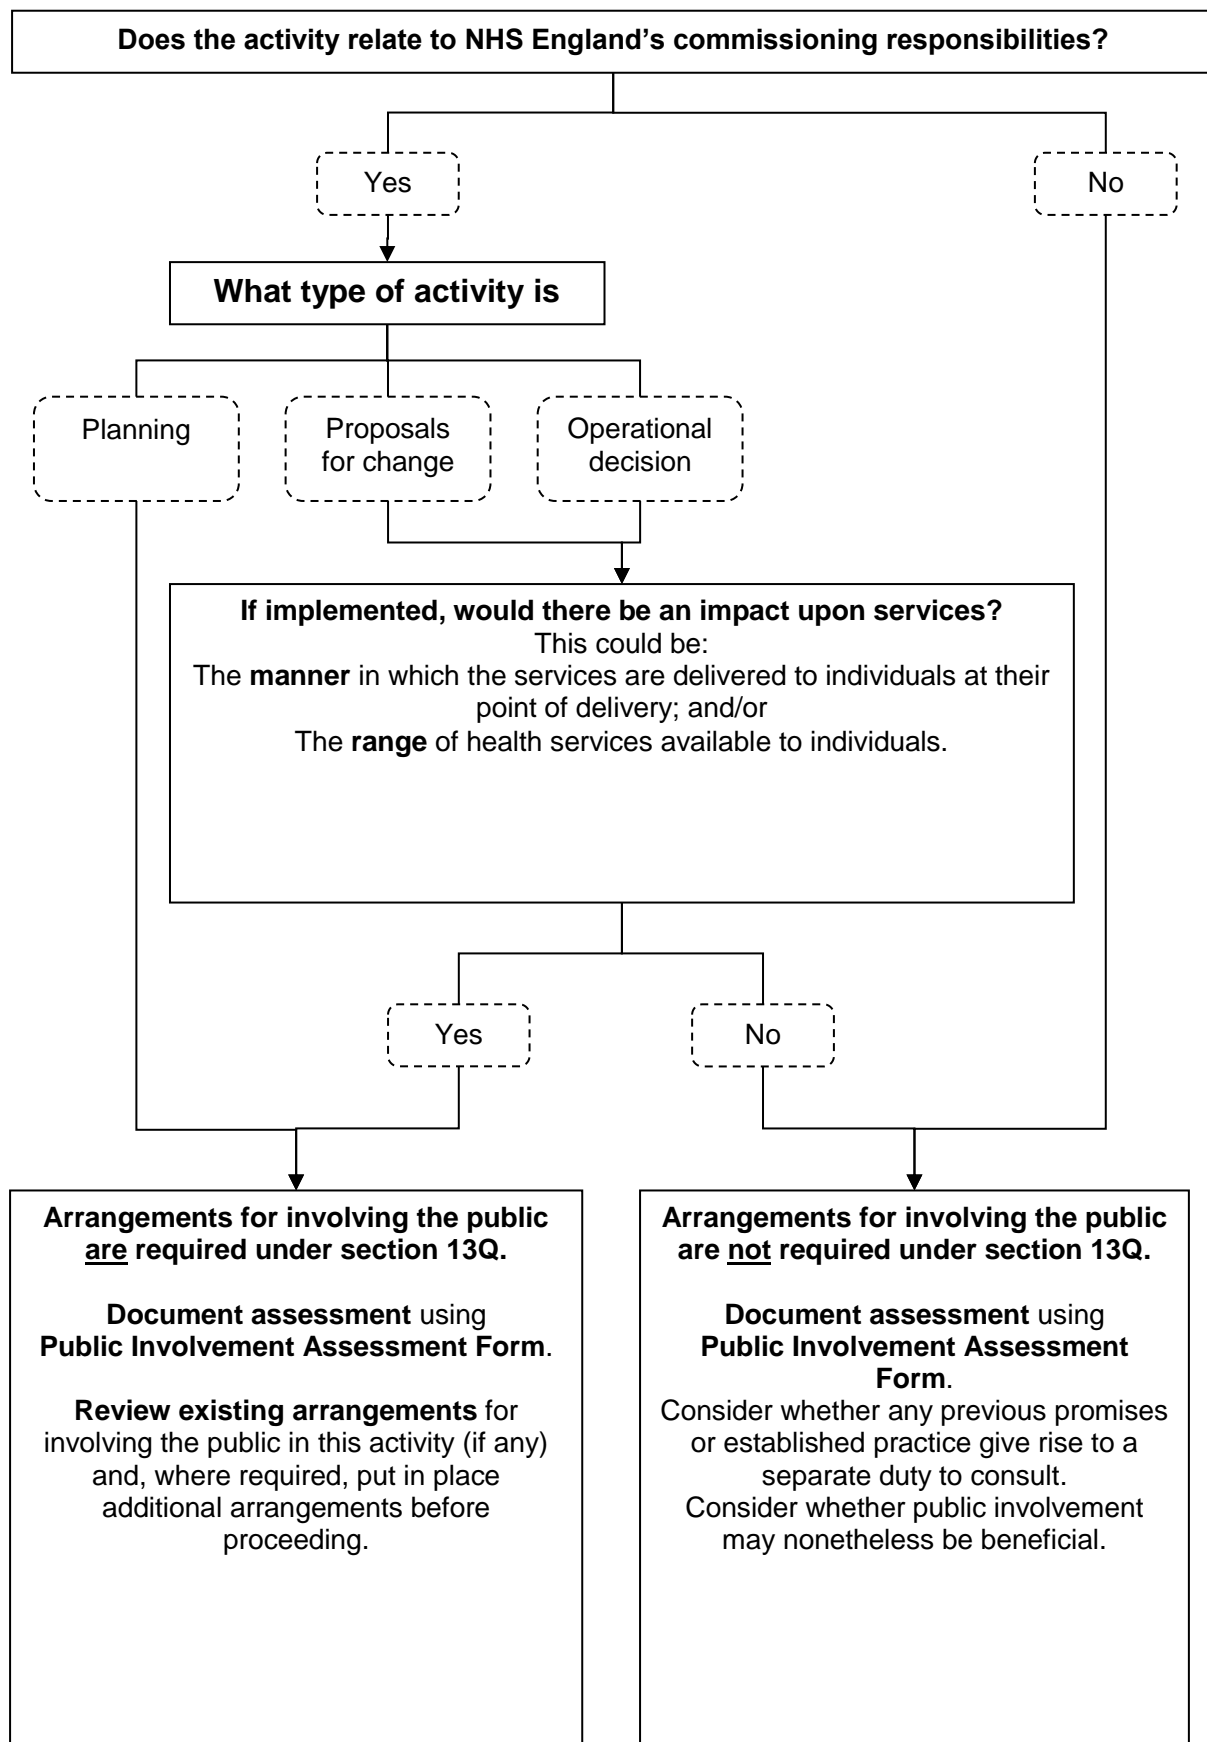 Does the activity relate to NHS England’s commissioning responsibilities?
Yes
No
What type of activity is
Planning
Proposals
for change
Operational
decision
If implemented, would there be an impact upon services?
This could be:
The manner in which the services are delivered to individuals at their
point of delivery; and/or
The range of health services available to individuals.
Yes
No
Arrangements for involving the public
are required under section 13Q.
Document assessment using
Public Involvement Assessment Form.
Review existing arrangements for
involving the public in this activity (if any)
and, where required, put in place
additional arrangements before
proceeding.
Arrangements for involving the public
are not required under section 13Q.
Document assessment using
Public Involvement Assessment
Form.
Consider whether any previous promises
or established practice give rise to a
separate duty to consult.
Consider whether public involvement
may nonetheless be beneficial.